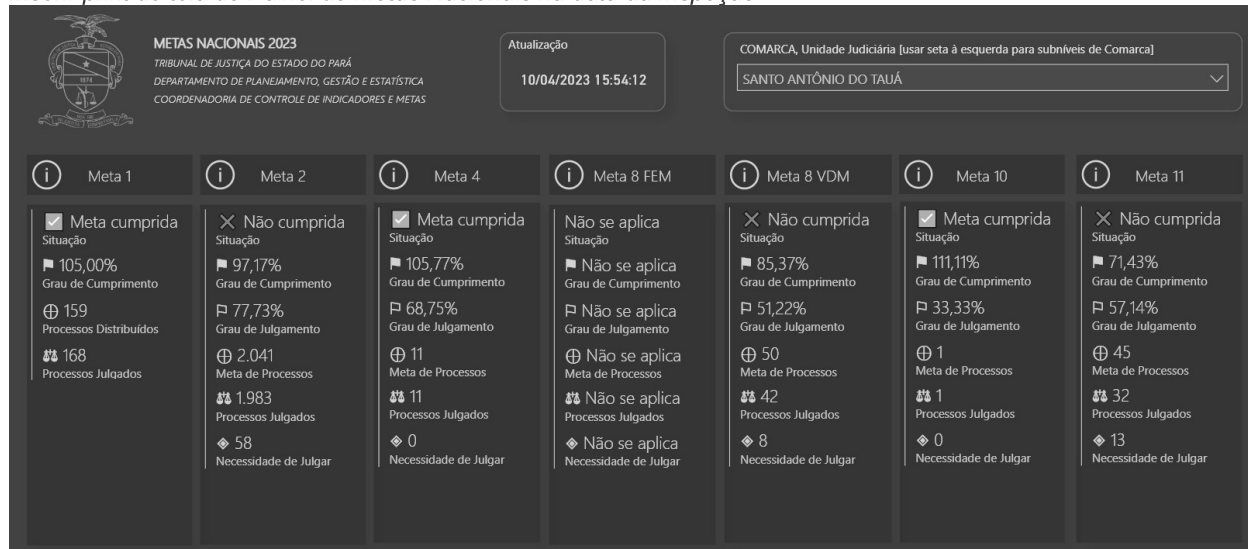 METAS NACIONAIS 2023
TRIBUNAL DE JUSTIÇA DO ESTADO DO PARÁ
DEPARTAMENTO DE PLANEJAMENTO, GESTÃO E ESTATÍSTICA
COORDENADORIA DE CONTROLE DE INDICADORES E METAS
Atualização
10/04/2023 15:54:12
COMARCA, Unidade Judiciária [usar seta à esquerda para subníveis de Comarca]
SANTO ANTÔNIO DO TAUÁ
Meta 1
Meta cumprida
Situação
105,00%
Grau de Cumprimento
159
Processos Distribuídos
168
Processos Julgados
Meta 2
Não cumprida
Situação
97,17%
Grau de Cumprimento
77,73%
Grau de Julgamento
2.041
Meta de Processos
1.983
Processos Julgados
58
Necessidade de Julgar
Meta 4
Meta cumprida
Situação
105,77%
Grau de Cumprimento
68,75%
Grau de Julgamento
11
Meta de Processos
11
Processos Julgados
0
Necessidade de Julgar
Meta 8 FEM
Não se aplica
Situação
Não se aplica
Grau de Cumprimento
Não se aplica
Grau de Julgamento
Não se aplica
Meta de Processos
Não se aplica
Processos Julgados
Não se aplica
Necessidade de Julgar
Meta 8 VDM
Não cumprida
Situação
85,37%
Grau de Cumprimento
51,22%
Grau de Julgamento
50
Meta de Processos
42
Processos Julgados
8
Necessidade de Julgar
Meta 10
Meta cumprida
Situação
111,11%
Grau de Cumprimento
33,33%
Grau de Julgamento
1
Meta de Processos
1
Processos Julgados
0
Necessidade de Julgar
Meta 11
Não cumprida
Situação
71,43%
Grau de Cumprimento
57,14%
Grau de Julgamento
45
Meta de Processos
32
Processos Julgados
13
Necessidade de Julgar